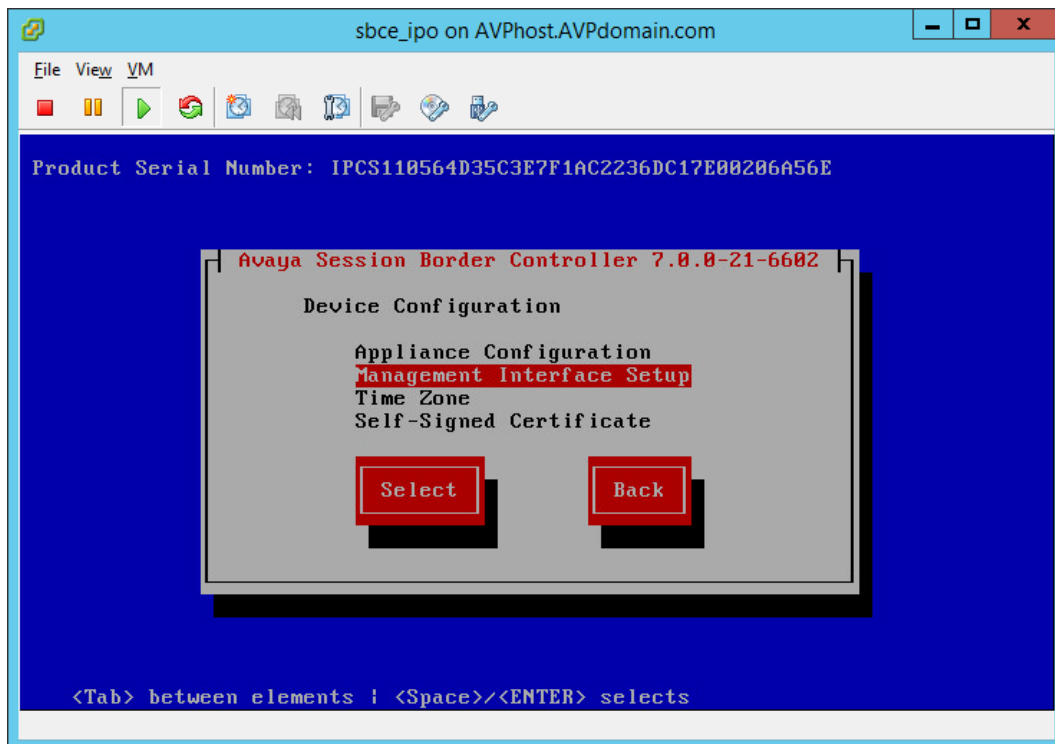 sbce_ipo on AVPhost.AVPdomain.com
File View VM
Product Serial Number: IPCS110564D35C3E7F1AC2236DC17E00206A56E
Avaya Session Border Controller 7.0.0-21-6602
Device Configuration
Appliance Configuration
Management Interface Setup
Time Zone
Self-Signed Certificate
Select Back
<Tab> between elements | <Space>/<ENTER> selects